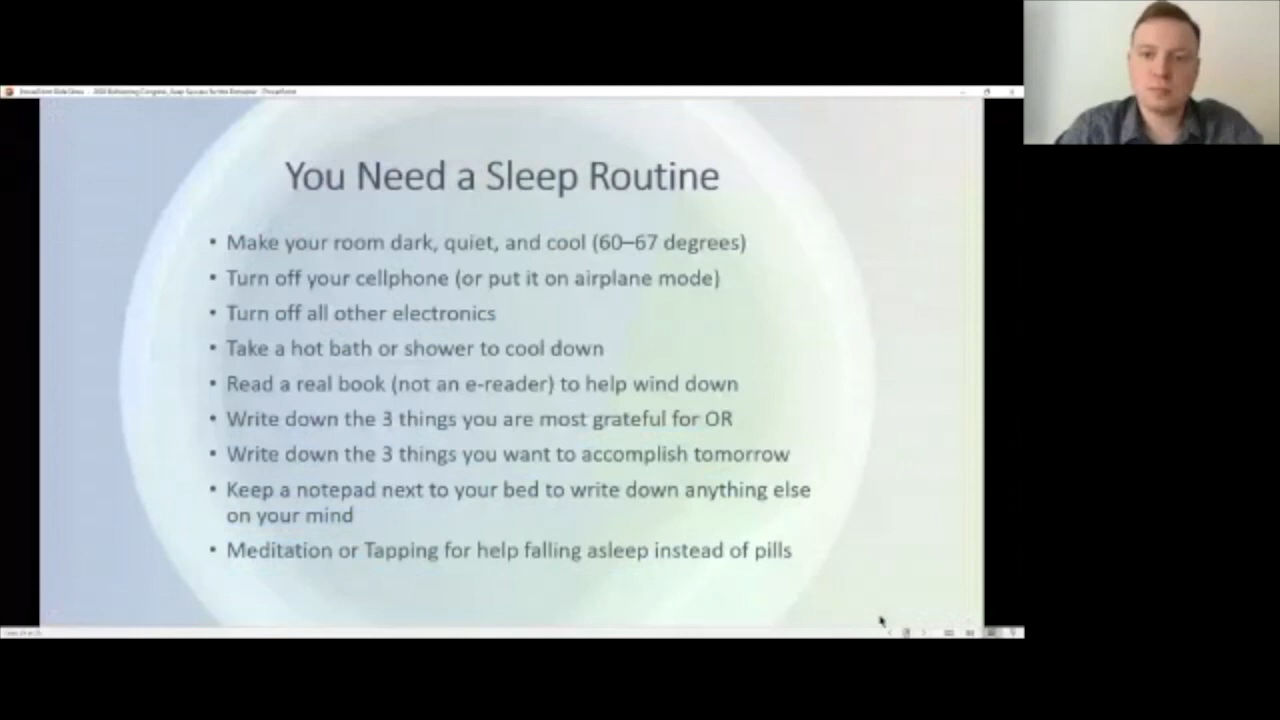 You Need a Sleep Routine
• Make your room dark, quiet, and cool (60–67 degrees)
• Turn off your cellphone (or put it on airplane mode)
• Turn off all other electronics
• Take a hot bath or shower to cool down
• Read a real book (not an e-reader) to help wind down
• Write down the 3 things you are most grateful for OR
• Write down the 3 things you want to accomplish tomorrow
• Keep a notepad next to your bed to write down anything else
on your mind
• Meditation or Tapping for help falling asleep instead of pills